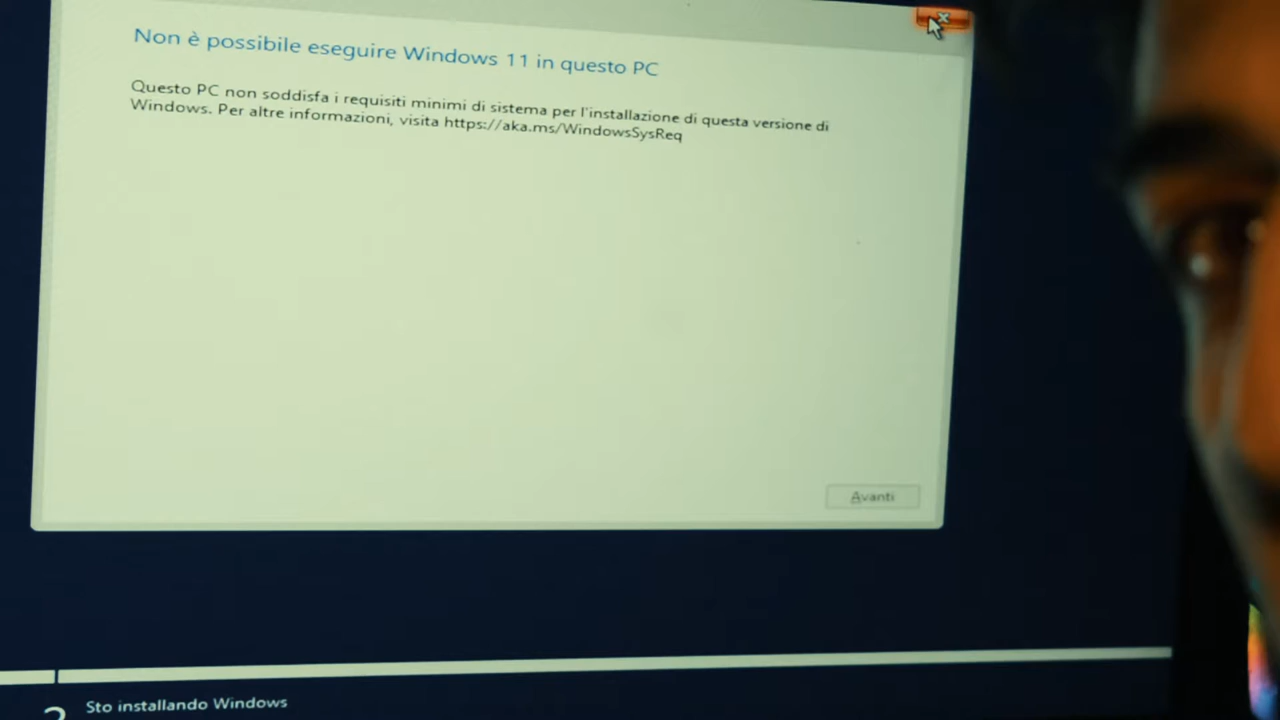 Non è possibile eseguire Windows 11 in questo PC
Questo PC non soddisfa i requisiti minimi di sistema per l'installazione di questa versione di
Windows. Per altre informazioni, visita https://aka.ms/WindowsSysReq
Avanti
2 Sto installando Windows